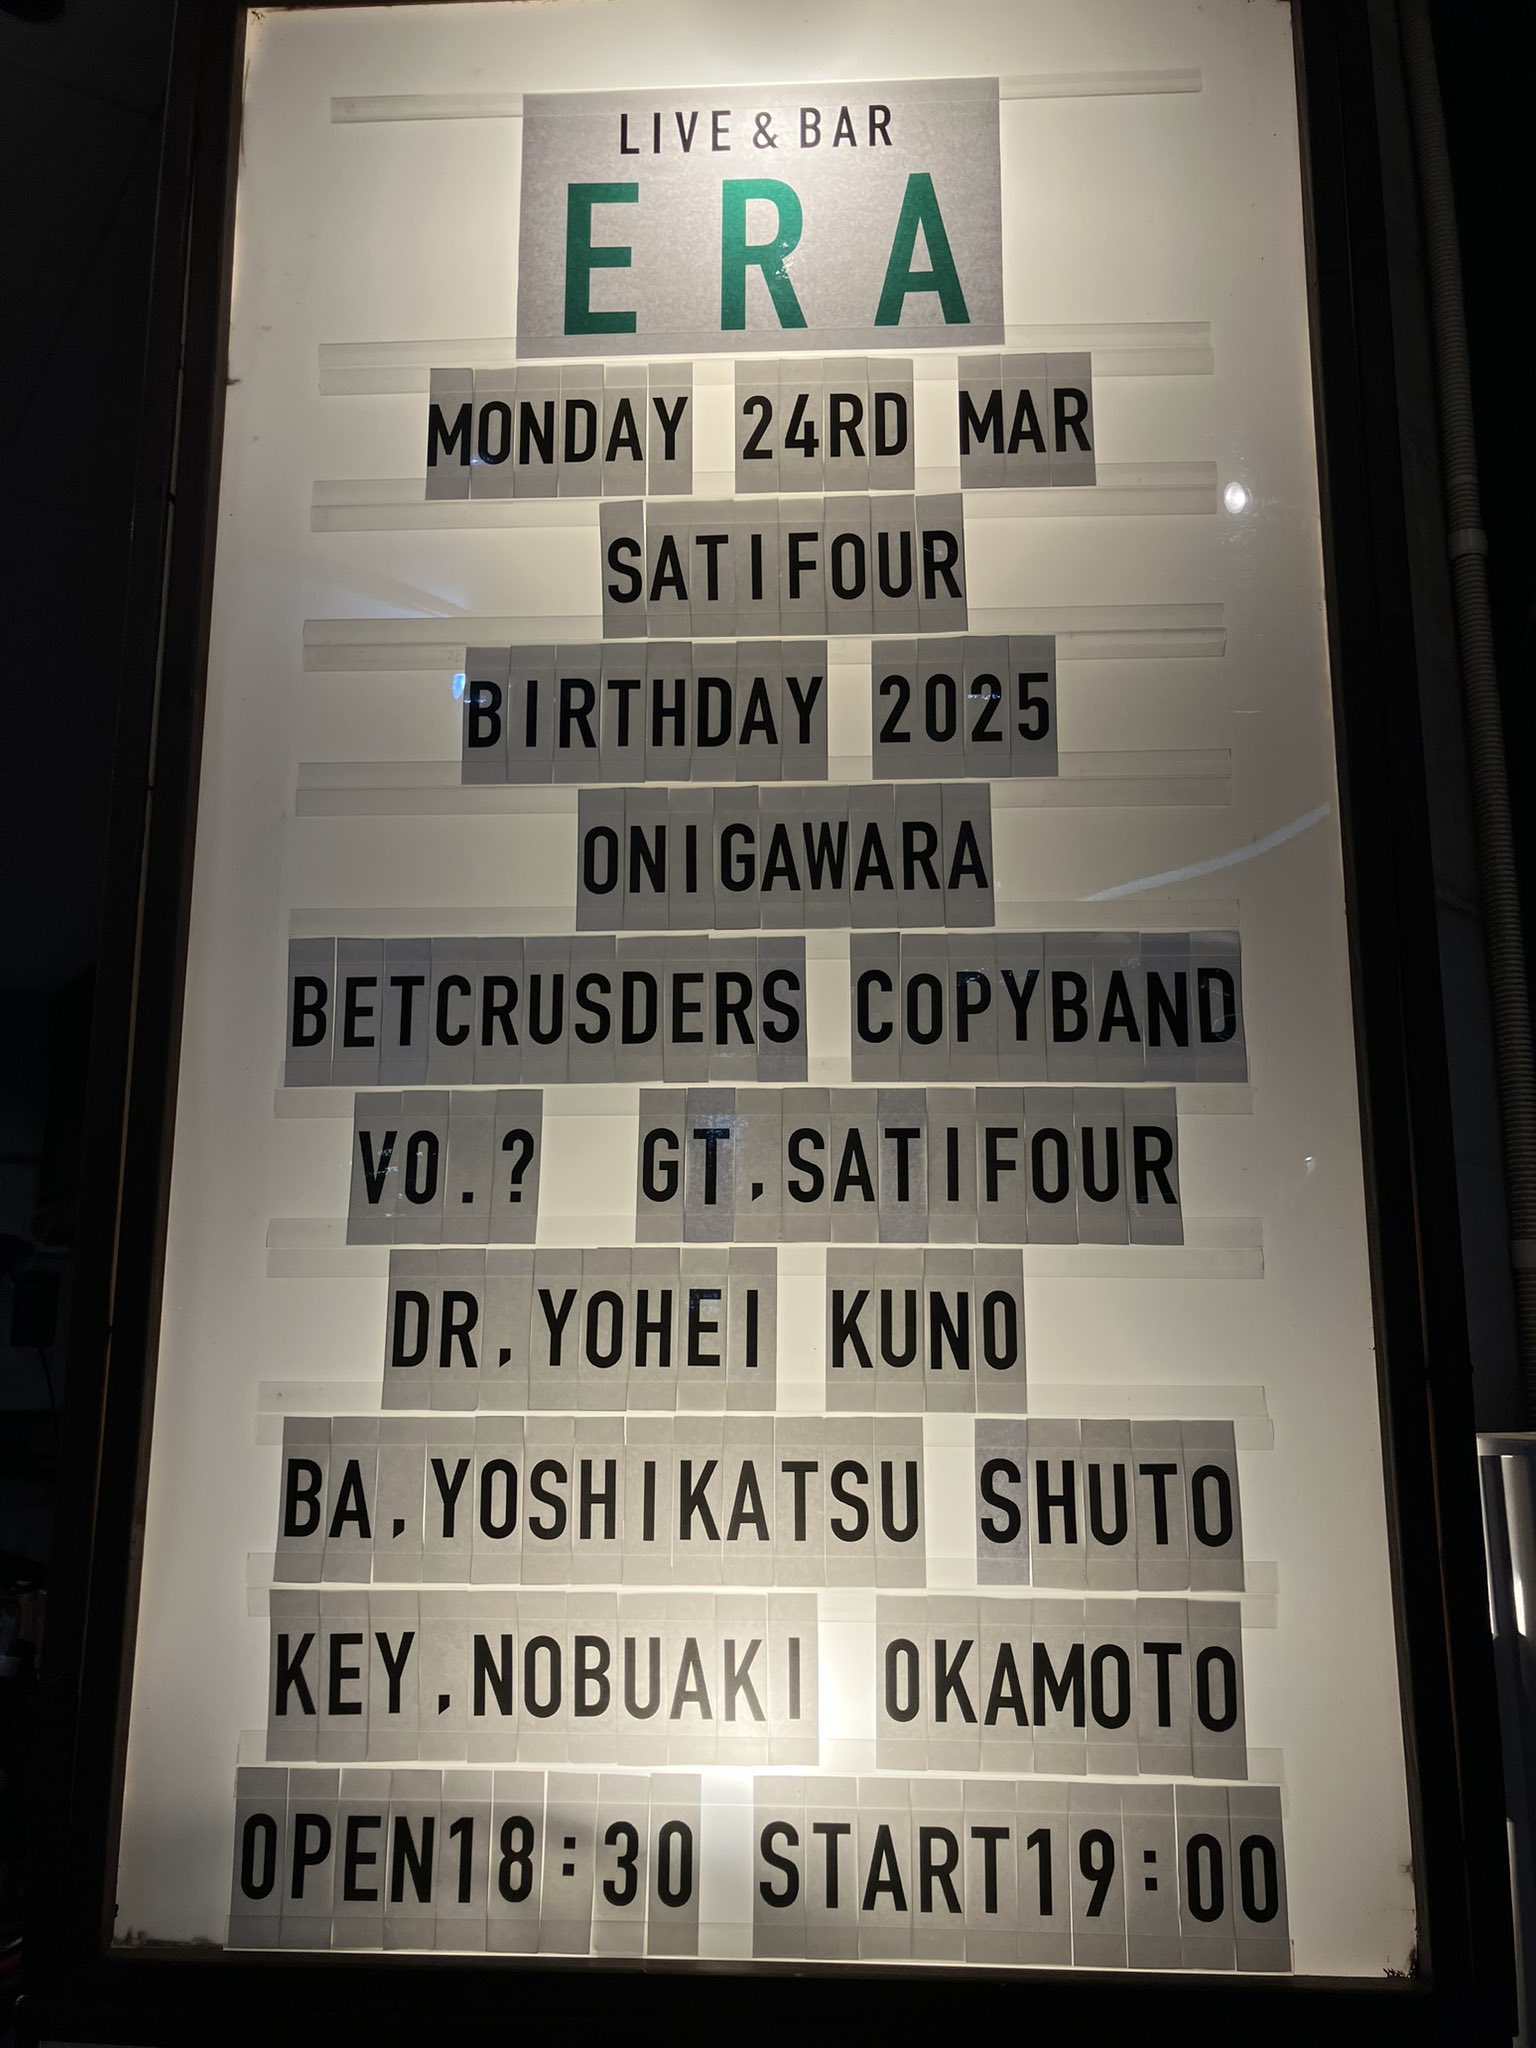 LIVE & BAR
ERA
MONDAY 24RD MAR
SATIFOUR
BIRTHDAY 2025
ONIGAWARA
BETCRUSDERS COPYBAND
VO.? GT,SATIFOUR
DR,YOHEI KUNO
BA,YOSHIKATSU SHUTO
KEY,NOBUAKI OKAMOTO
OPEN18:30 START19:00